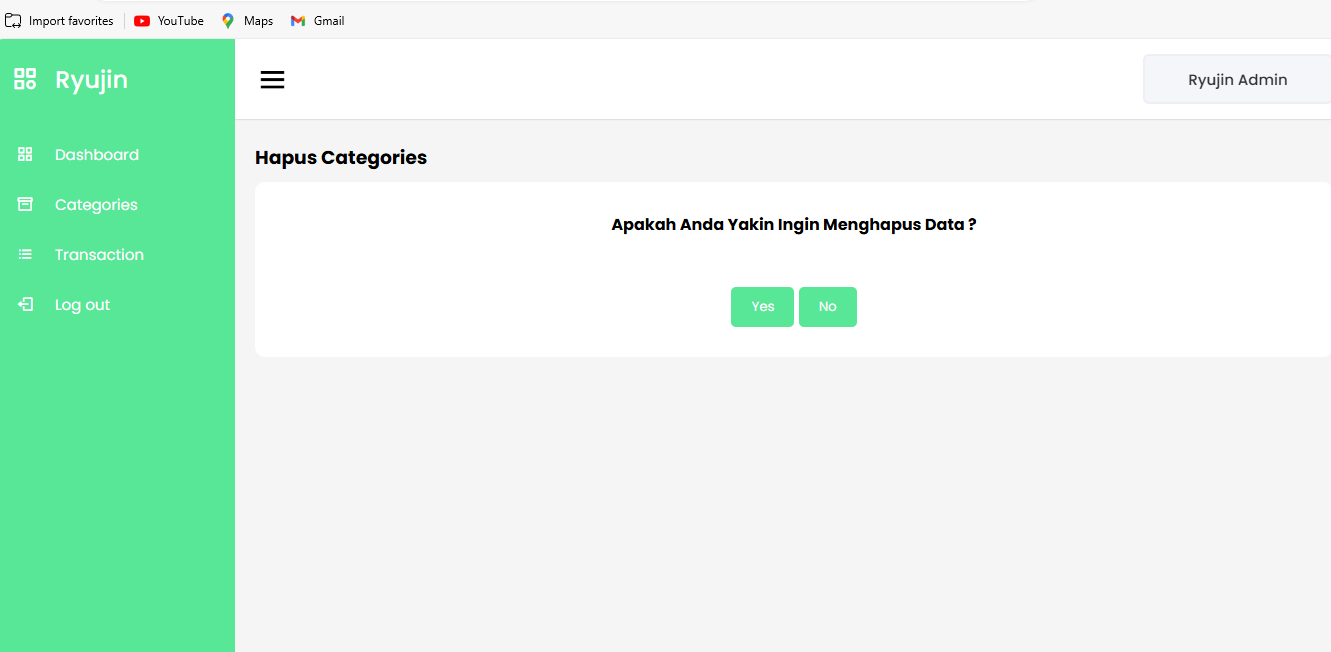 Import favorites YouTube Maps Gmail
Ryujin
Ryujin Admin
Dashboard
Categories
Transaction
Log out
Hapus Categories
Apakah Anda Yakin Ingin Menghapus Data ?
Yes No